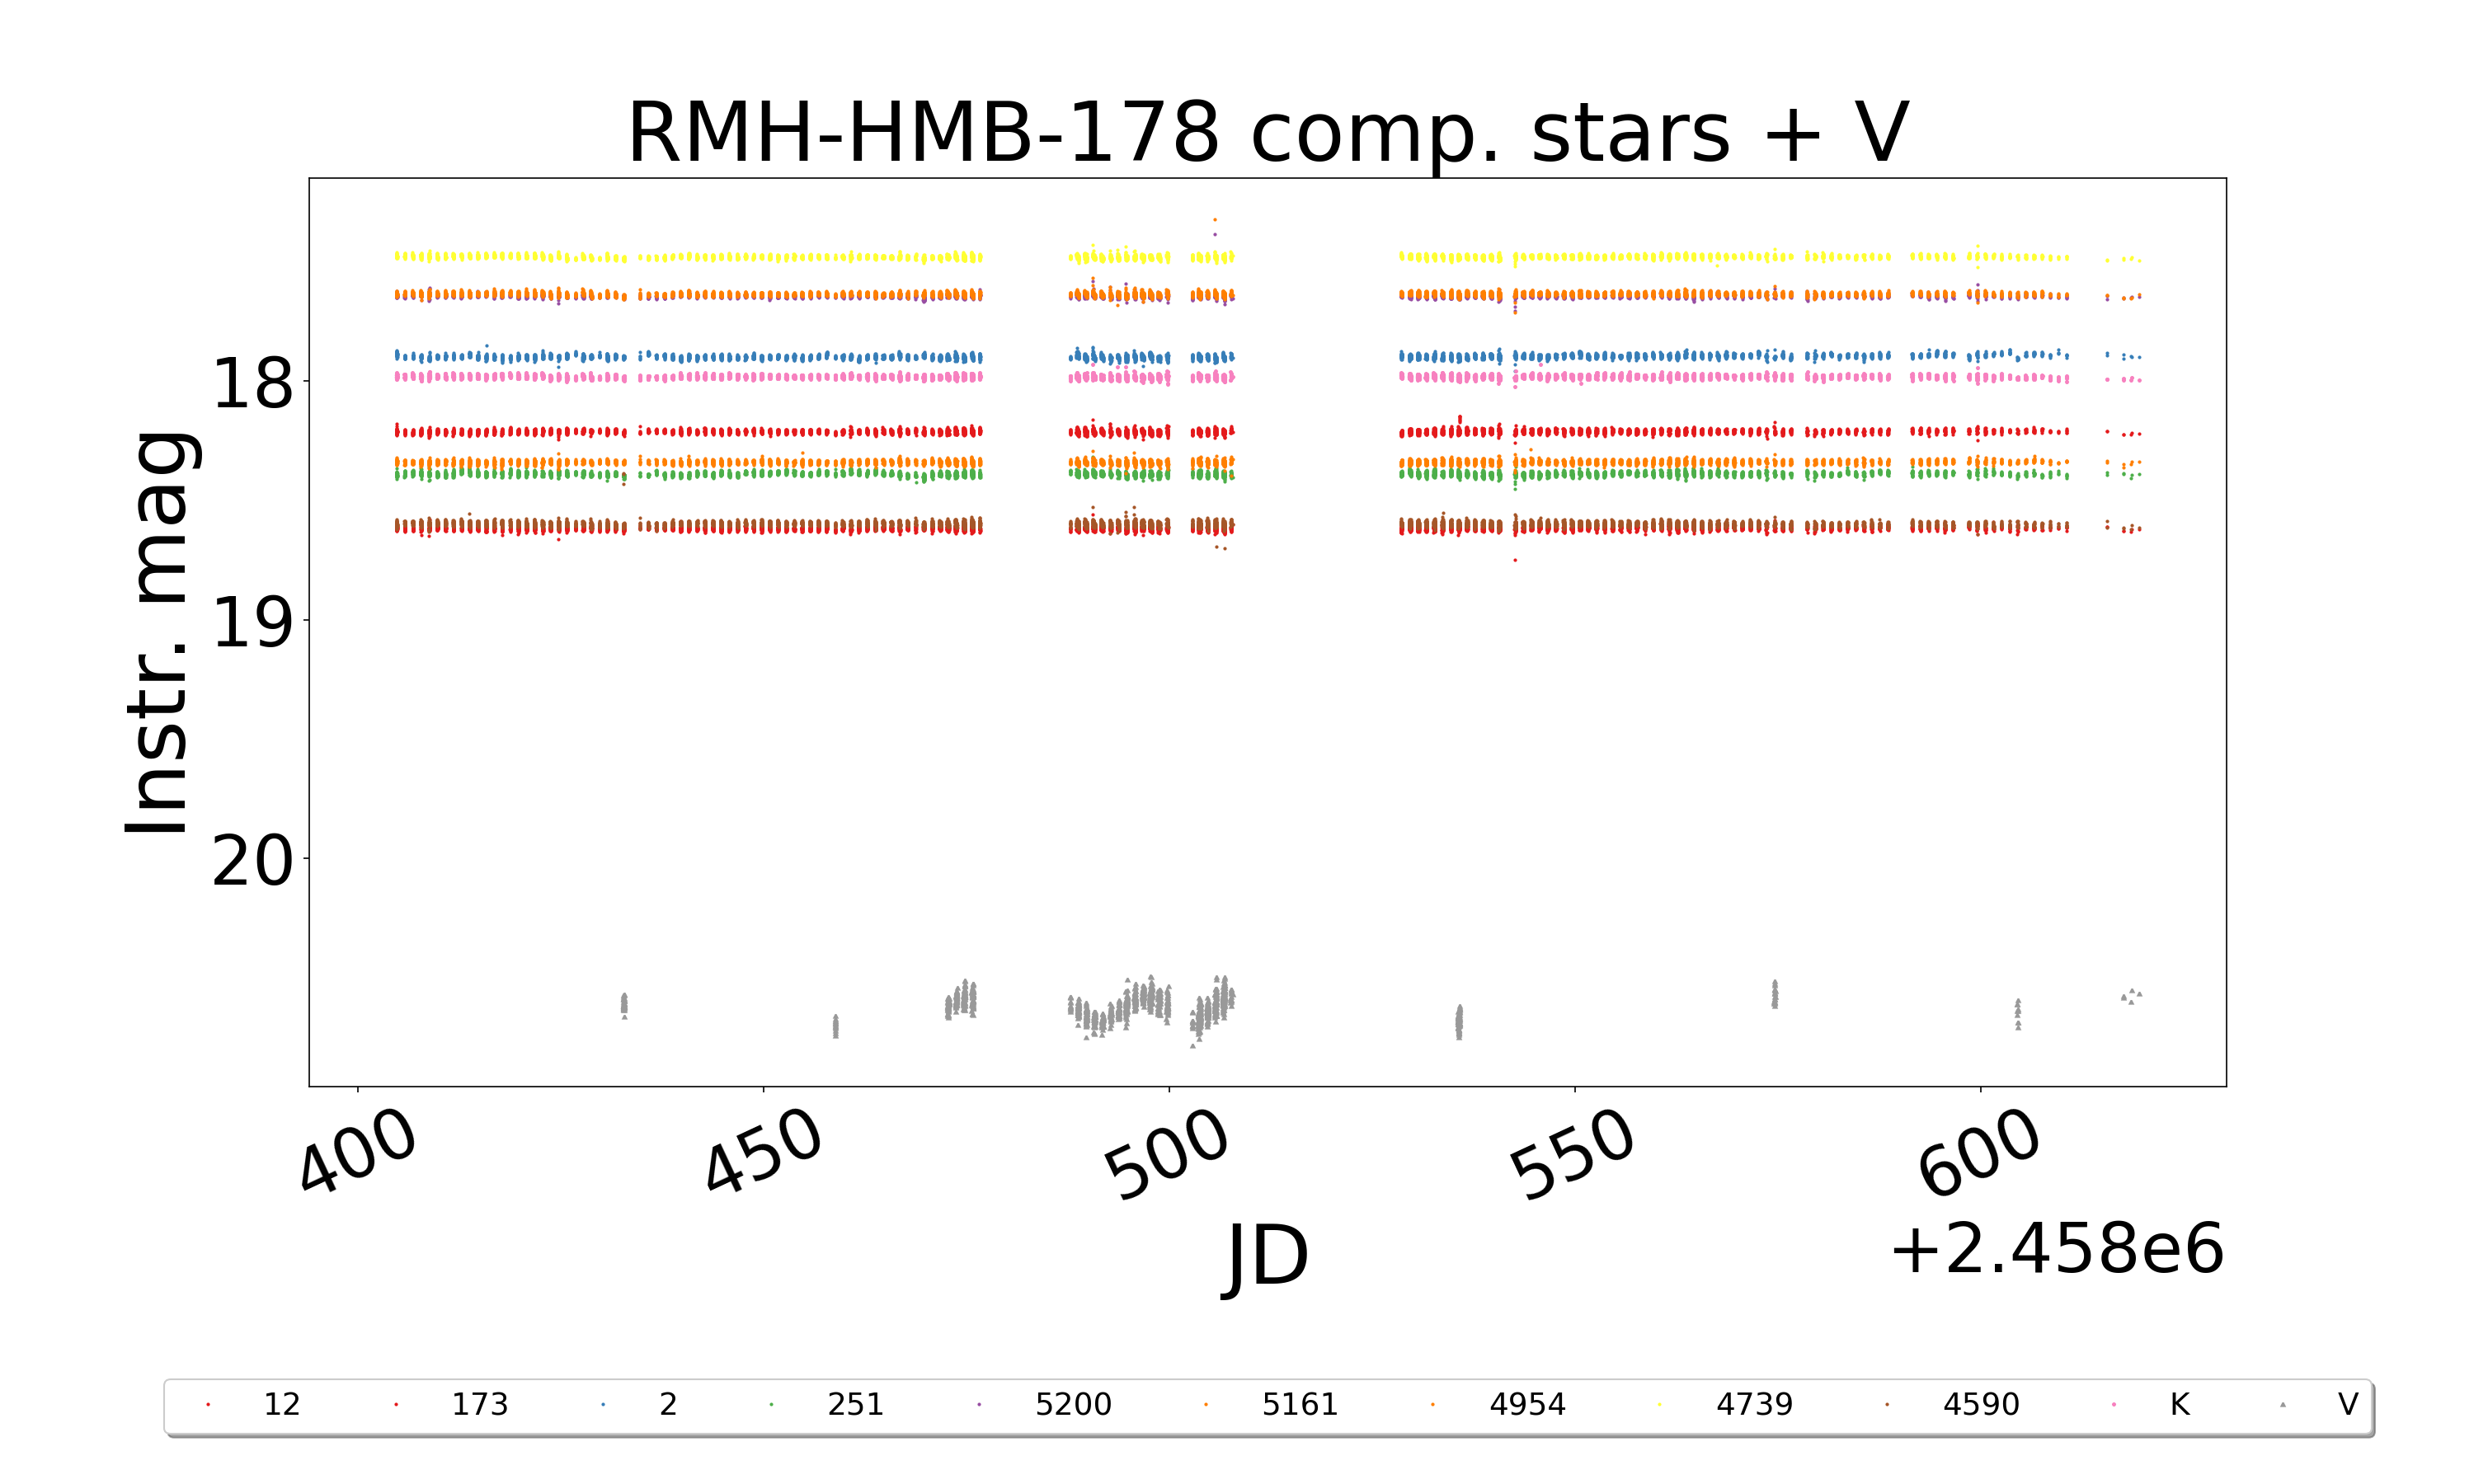 RMH-HMB-178 comp. stars + V
Instr. mag
18
19
20
400 450 500 550 600
JD
+2.458e6
12 173 2 251 5200 5161 4954 4739 4590 K V